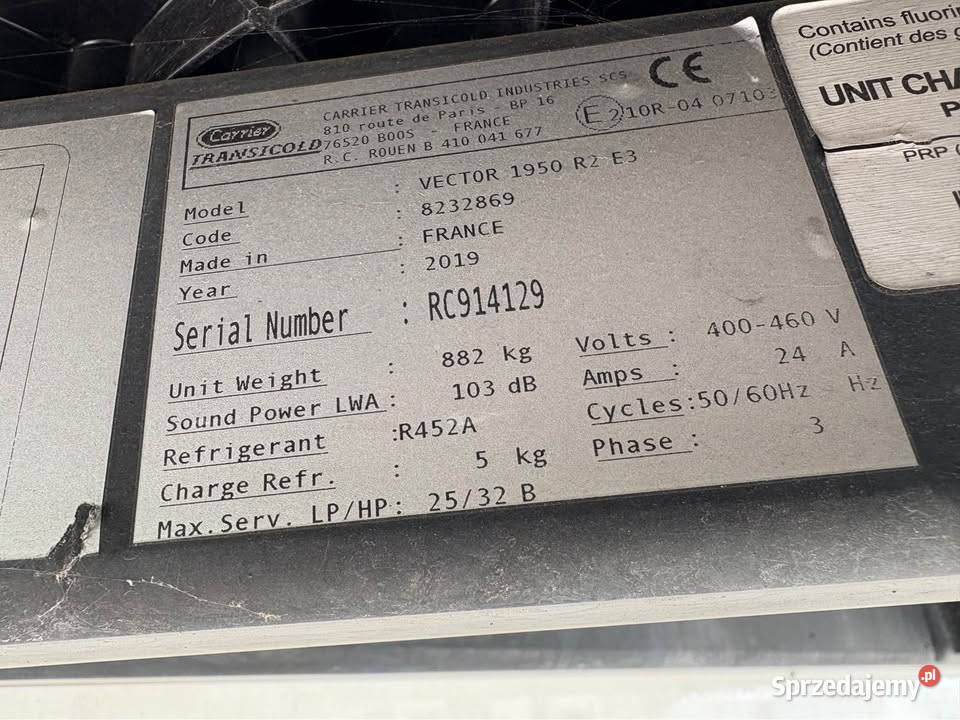 Carrier
TRANSICOLD
CARRIER TRANSICOLD INDUSTRIES SCS
810 route de Paris - BP 16
76520 BOOS - FRANCE
R.C. ROUEN B 410 041 677
CE
E2 10R-04 07103
Model : VECTOR 1950 R2 E3
Code : 8232869
Made in : FRANCE
Year : 2019
Serial Number : RC914129
Unit Weight : 882 kg
Sound Power LWA : 103 dB
Refrigerant :R452A
Charge Refr. : 5 kg
Max.Serv. LP/HP: 25/32 B
Volts : 400-460 V
Amps : 24 A
Cycles:50/60Hz Hz
Phase : 3
Contains
(Contient des
UNIT
PRP
Sprzedajemy.pl